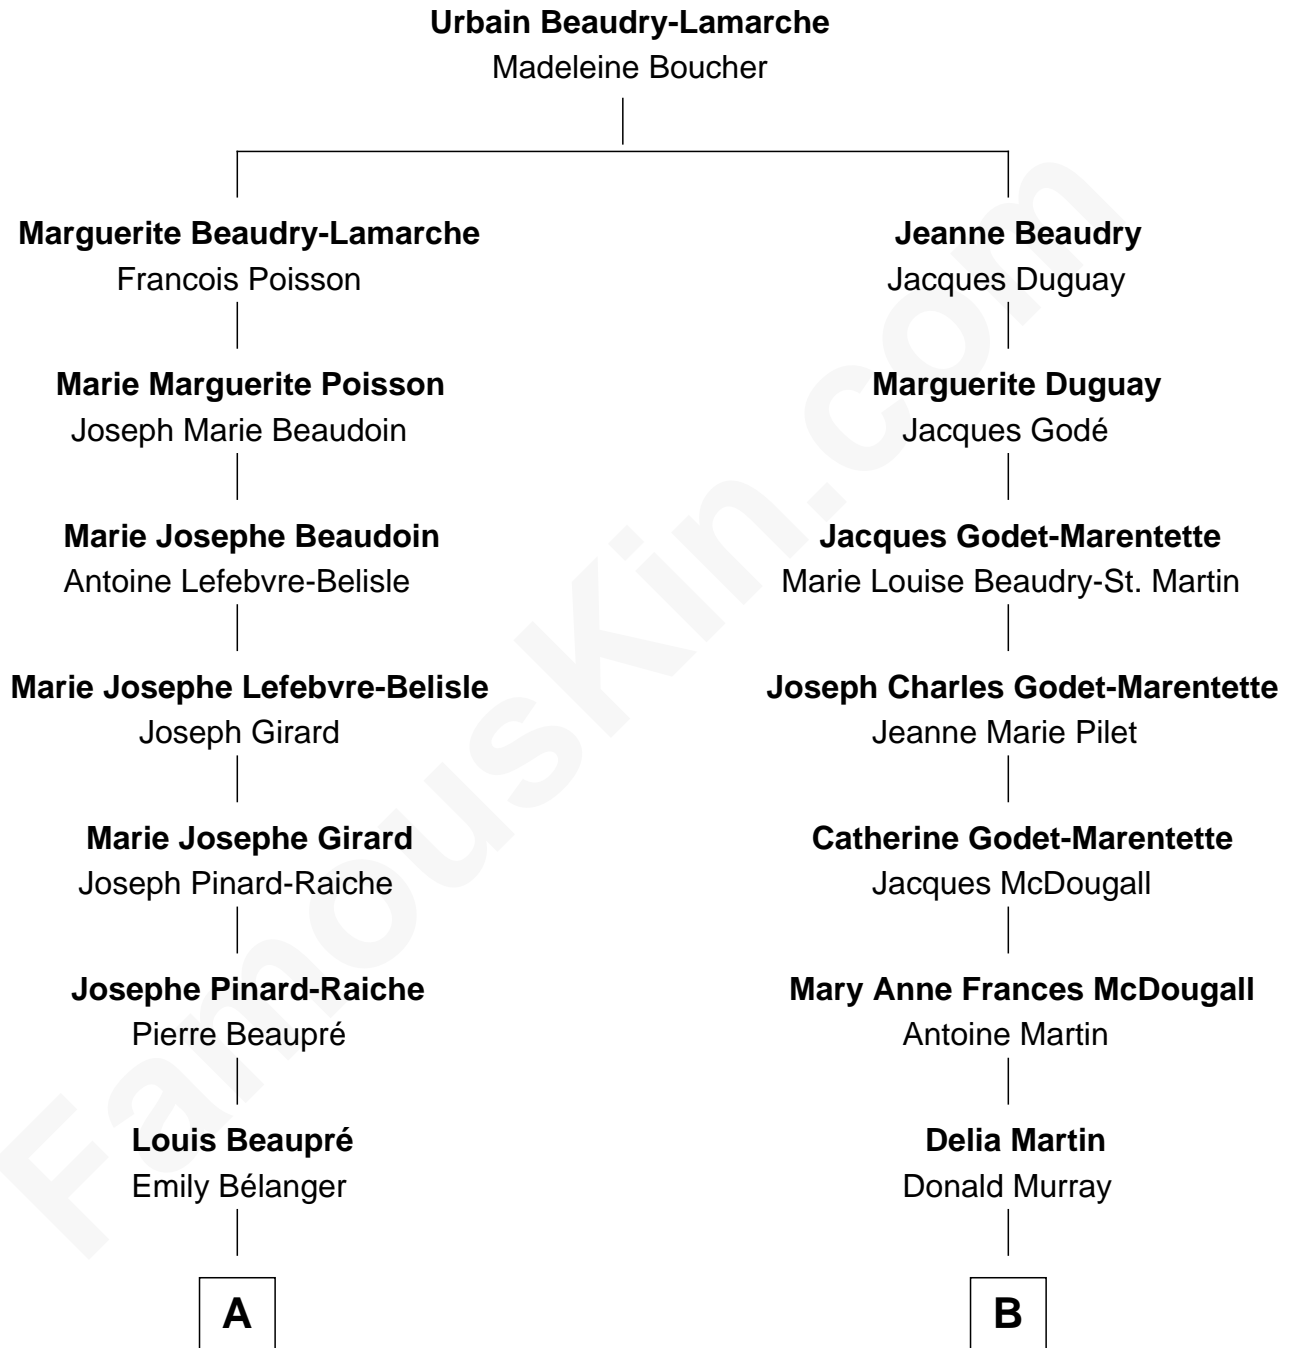 Urbain Beaudry-Lamarche
Madeleine Boucher
Marguerite Beaudry-Lamarche
Francois Poisson
Marie Marguerite Poisson
Joseph Marie Beaudoin
Marie Josephe Beaudoin
Antoine Lefebvre-Belisle
Marie Josephe Lefebvre-Belisle
Joseph Girard
Marie Josephe Girard
Joseph Pinard-Raiche
Josephe Pinard-Raiche
Pierre Beaupré
Louis Beaupré
Emily Bélanger
A
Jeanne Beaudry
Jacques Duguay
Marguerite Duguay
Jacques Godé
Jacques Godet-Marentette
Marie Louise Beaudry-St. Martin
Joseph Charles Godet-Marentette
Jeanne Marie Pilet
Catherine Godet-Marentette
Jacques McDougall
Mary Anne Frances McDougall
Antoine Martin
Delia Martin
Donald Murray
B
FamousKin.com